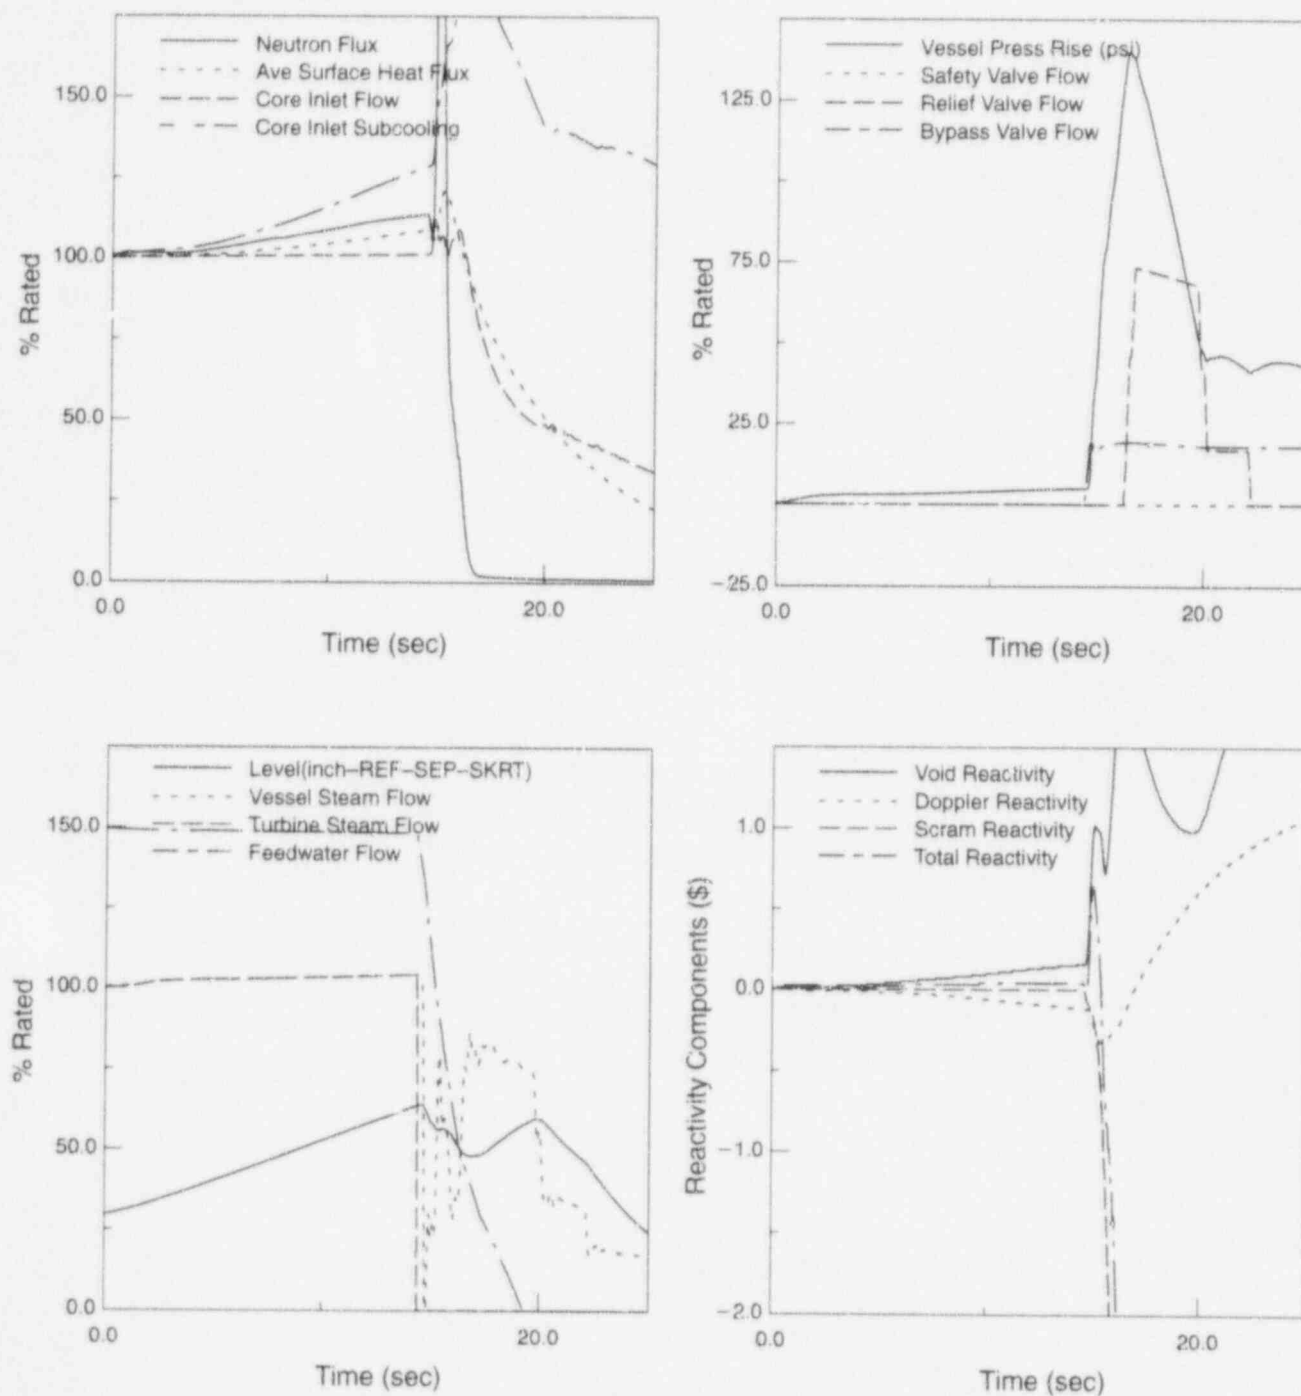 Neutron Flux
Ave Surface Heat Flux
Core Inlet Flow
Core Inlet Subcooling
150.0
100.0
50.0
0.0
% Rated
0.0
20.0
Time (sec)
Vessel Press Rise (psi)
Safety Valve Flow
Relief Valve Flow
Bypass Valve Flow
125.0
75.0
25.0
−25.0
% Rated
0.0
20.0
Time (sec)
Level(inch–REF–SEP–SKRT)
Vessel Steam Flow
Turbine Steam Flow
Feedwater Flow
150.0
100.0
50.0
0.0
% Rated
0.0
20.0
Time (sec)
Void Reactivity
Doppler Reactivity
Scram Reactivity
Total Reactivity
1.0
0.0
−1.0
−2.0
Reactivity Components ($)
0.0
20.0
Time (sec)